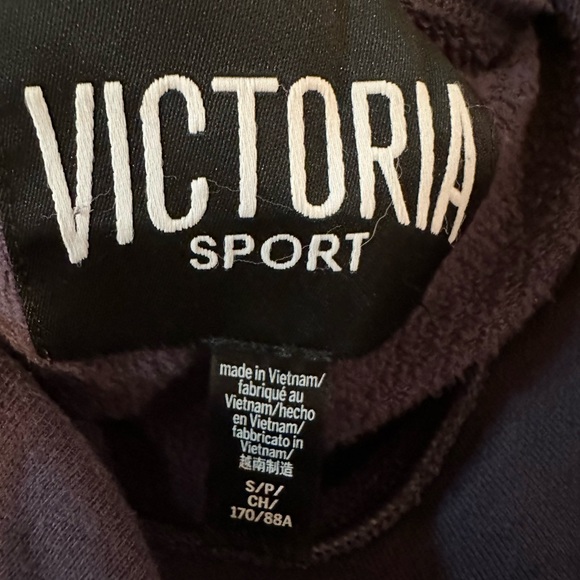 VICTORIA
SPORT
made in Vietnam/
fabriqué au
Vietnam/hecho
en Vietnam/
fabbricato in
Vietnam/
越南制造
S/P/
CH/
170/88A